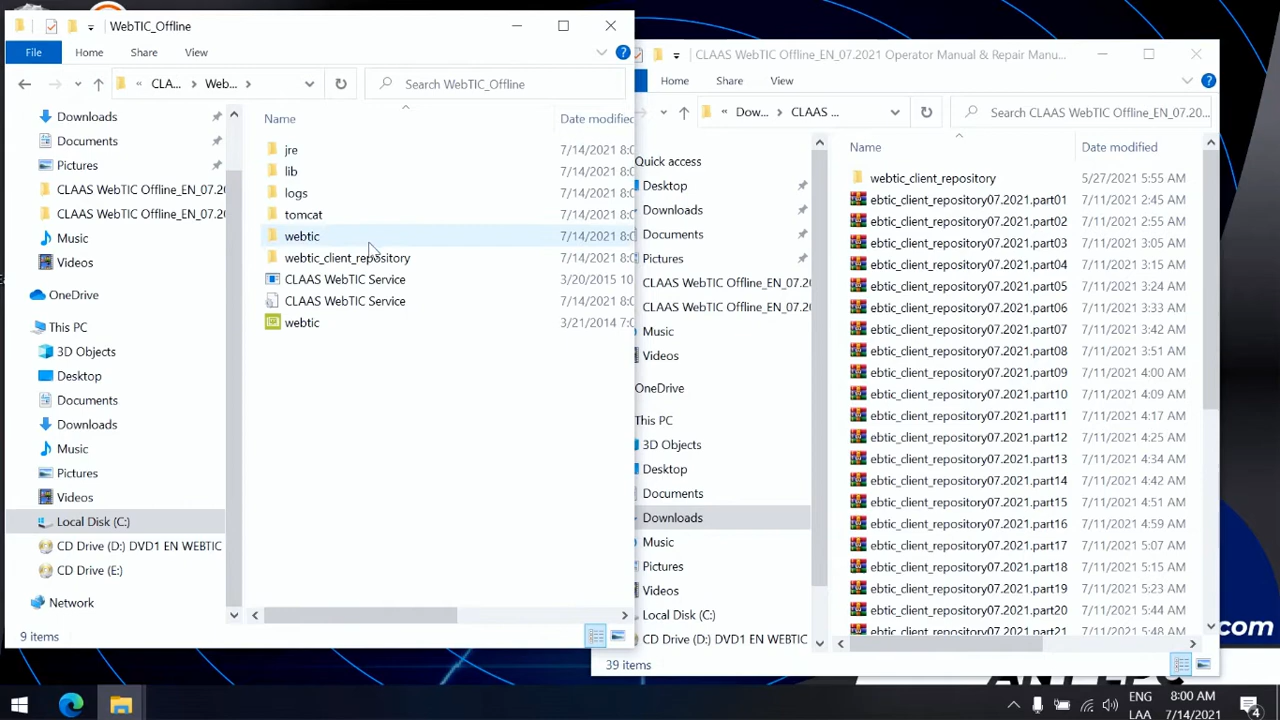 WebTIC_Offline
File Home Share View
« CLA... Web...
Search WebTIC_Offline
Downloads
Documents
Pictures
CLAAS WebTIC Offline_EN_07.20
CLAAS WebTIC Offline_EN_07.20
Music
Videos
OneDrive
This PC
3D Objects
Desktop
Documents
Downloads
Music
Pictures
Videos
Local Disk (C:)
CD Drive (D:) DVD1 EN WEBTIC
CD Drive (E:)
Network
Name Date modified
jre 7/14/2021 8:0
lib 7/14/2021 8:0
logs 7/14/2021 8:0
tomcat 7/14/2021 8:0
webtic 7/14/2021 8:0
webtic_client_repository 7/14/2021 8:0
CLAAS WebTIC Service 3/20/2015 10
CLAAS WebTIC Service 7/14/2021 8:0
webtic 3/21/2014 7:0
9 items
CLAAS WebTIC Offline_EN_07.2021 Operator Manual & Repair Manu...
Home Share View
« Dow... CLAAS ...
Search CLAAS WebTIC Offline_EN_07.20...
Quick access
Desktop
Downloads
Documents
Pictures
CLAAS WebTIC Offline_EN_07.20
CLAAS WebTIC Offline_EN_07.20
Music
Videos
OneDrive
This PC
3D Objects
Desktop
Documents
Downloads
Music
Pictures
Videos
Local Disk (C:)
CD Drive (D:) DVD1 EN WEBTIC
Name Date modified
webtic_client_repository 5/27/2021 5:55 AM
ebtic_client_repository07.2021.part01 7/11/2021 2:45 AM
ebtic_client_repository07.2021.part02 7/11/2021 2:55 AM
ebtic_client_repository07.2021.part03 7/11/2021 3:05 AM
ebtic_client_repository07.2021.part04 7/11/2021 3:15 AM
ebtic_client_repository07.2021.part05 7/11/2021 3:24 AM
ebtic_client_repository07.2021.part06 7/11/2021 3:33 AM
ebtic_client_repository07.2021.part07 7/11/2021 3:42 AM
ebtic_client_repository07.2021.part08 7/11/2021 3:51 AM
ebtic_client_repository07.2021.part09 7/11/2021 4:00 AM
ebtic_client_repository07.2021.part10 7/11/2021 4:09 AM
ebtic_client_repository07.2021.part11 7/11/2021 4:17 AM
ebtic_client_repository07.2021.part12 7/11/2021 4:25 AM
ebtic_client_repository07.2021.part13 7/11/2021 4:34 AM
ebtic_client_repository07.2021.part14 7/11/2021 4:42 AM
ebtic_client_repository07.2021.part15 7/11/2021 4:51 AM
ebtic_client_repository07.2021.part16 7/11/2021 4:59 AM
ebtic_client_repository07.2021.part17 7/11/2021 5:07 AM
ebtic_client_repository07.2021.part18 7/11/2021 5:15 AM
ebtic_client_repository07.2021.part19 7/11/2021 5:23 AM
ebtic_client_repository07.2021.part20 7/11/2021 5:44 AM
ebtic_client_repository07.2021.part21 7/11/2021 5:48 AM
39 items
com
ENG
LAA
8:00 AM
7/14/2021
4